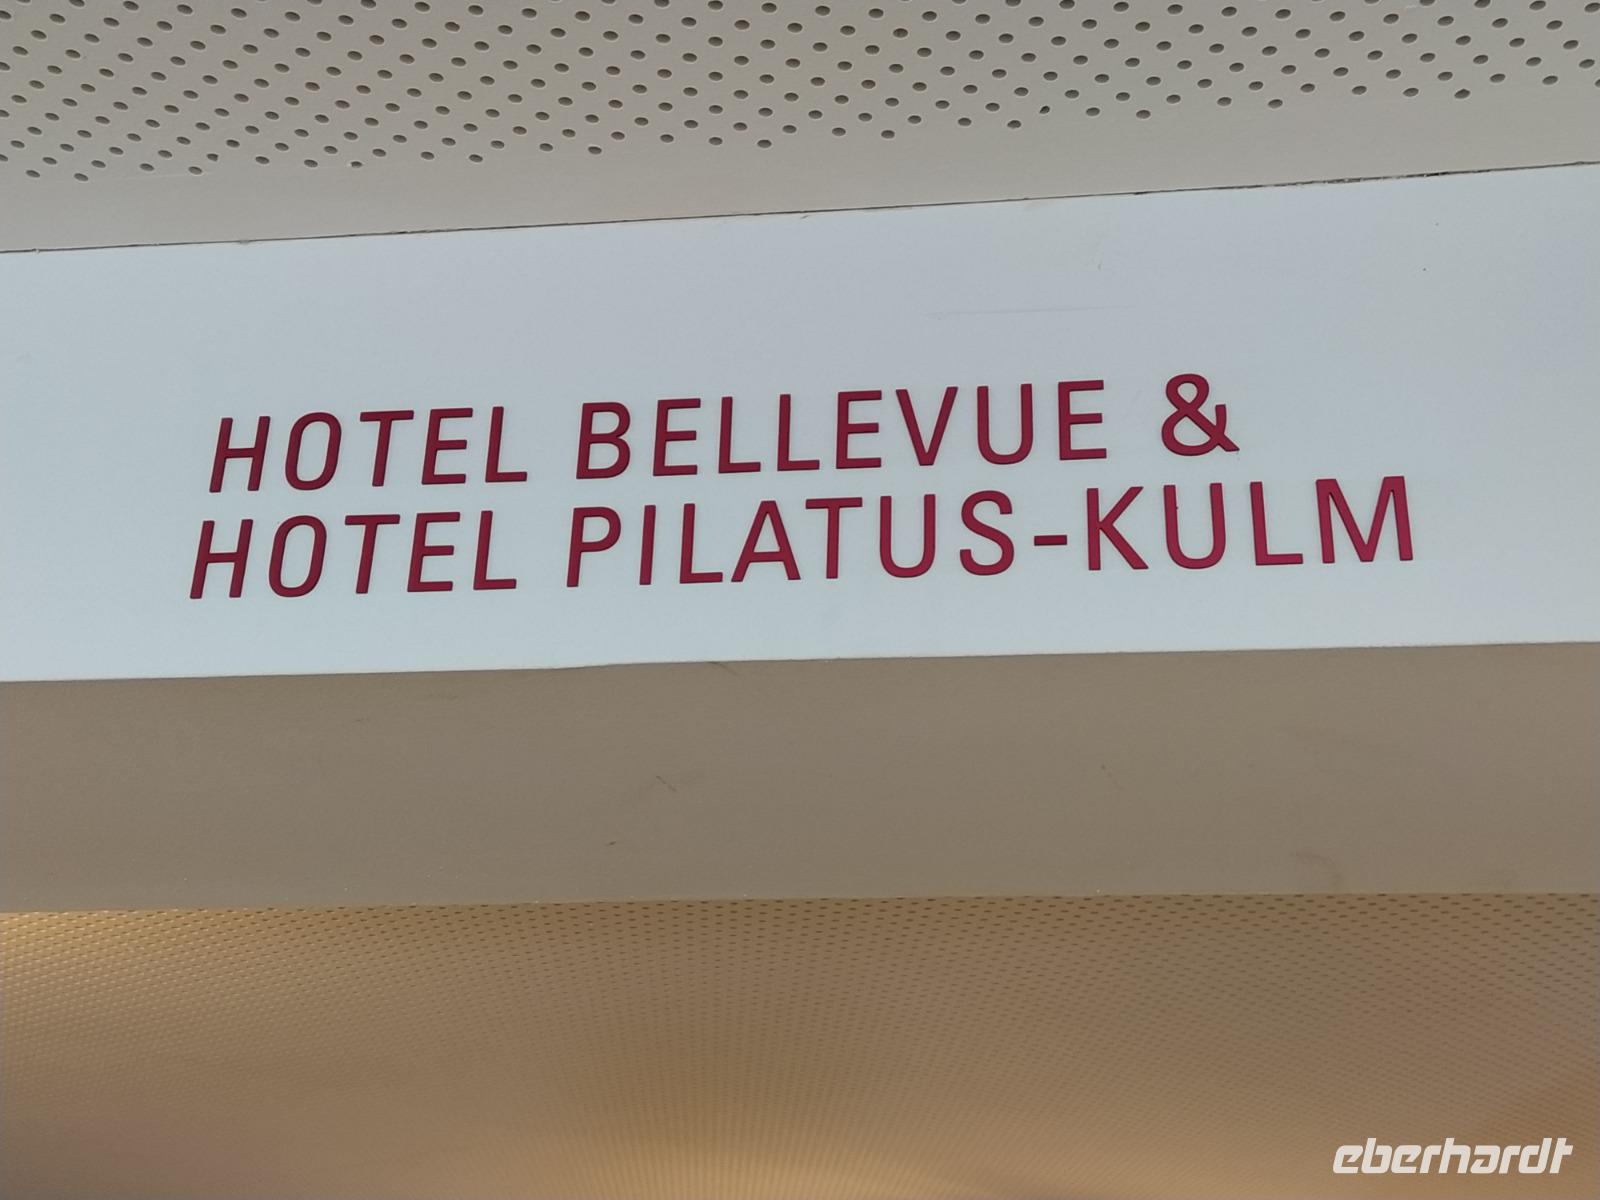 HOTEL BELLEVUE &
HOTEL PILATUS-KULM
eberhardt